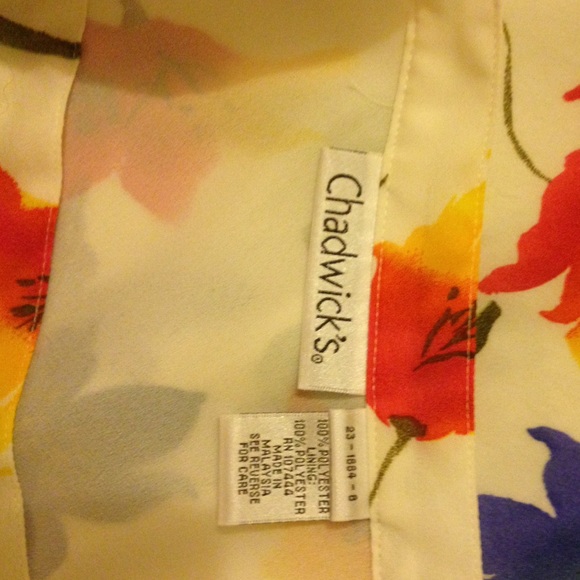 Chadwick's®
23 - 1884 - 8
100% POLYESTER
LINING:
100% POLYESTER
RN 107444
MADE IN
MALAYSIA
SEE REVERSE
FOR CARE